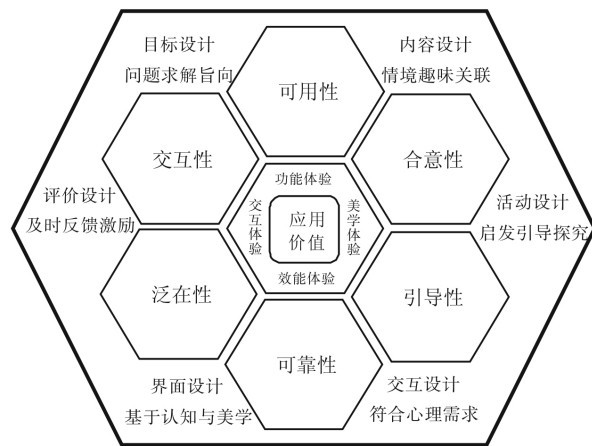 目标设计
问题求解旨向
内容设计
情境趣味关联
可用性
交互性
合意性
功能体验
交互体验
应用
价值
美学体验
效能体验
评价设计
及时反馈激励
活动设计
启发引导探究
泛在性
引导性
可靠性
界面设计
基于认知与美学
交互设计
符合心理需求